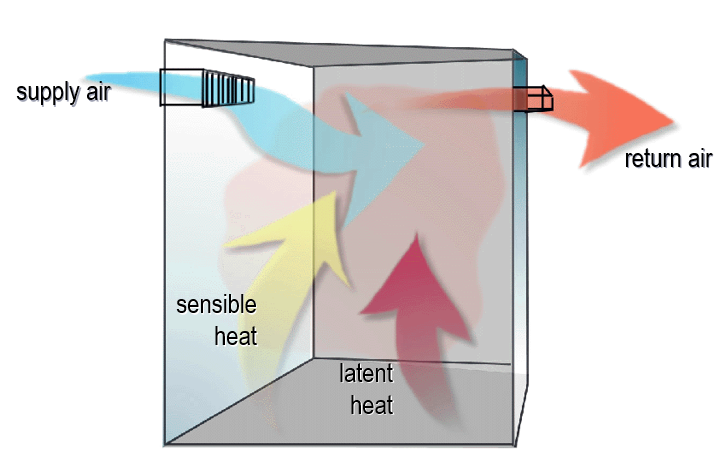 supply air
return air
sensible
heat
latent
heat